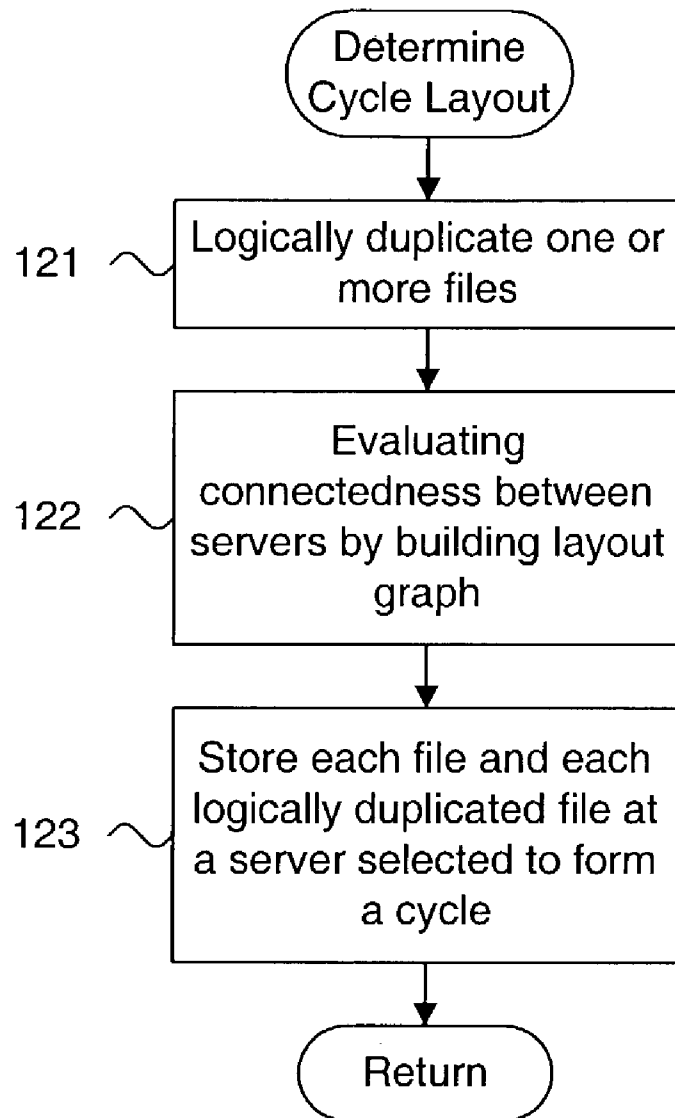 Determine
Cycle Layout
121
Logically duplicate one or
more files
122
Evaluating
connectedness between
servers by building layout
graph
123
Store each file and each
logically duplicated file at
a server selected to form
a cycle
Return